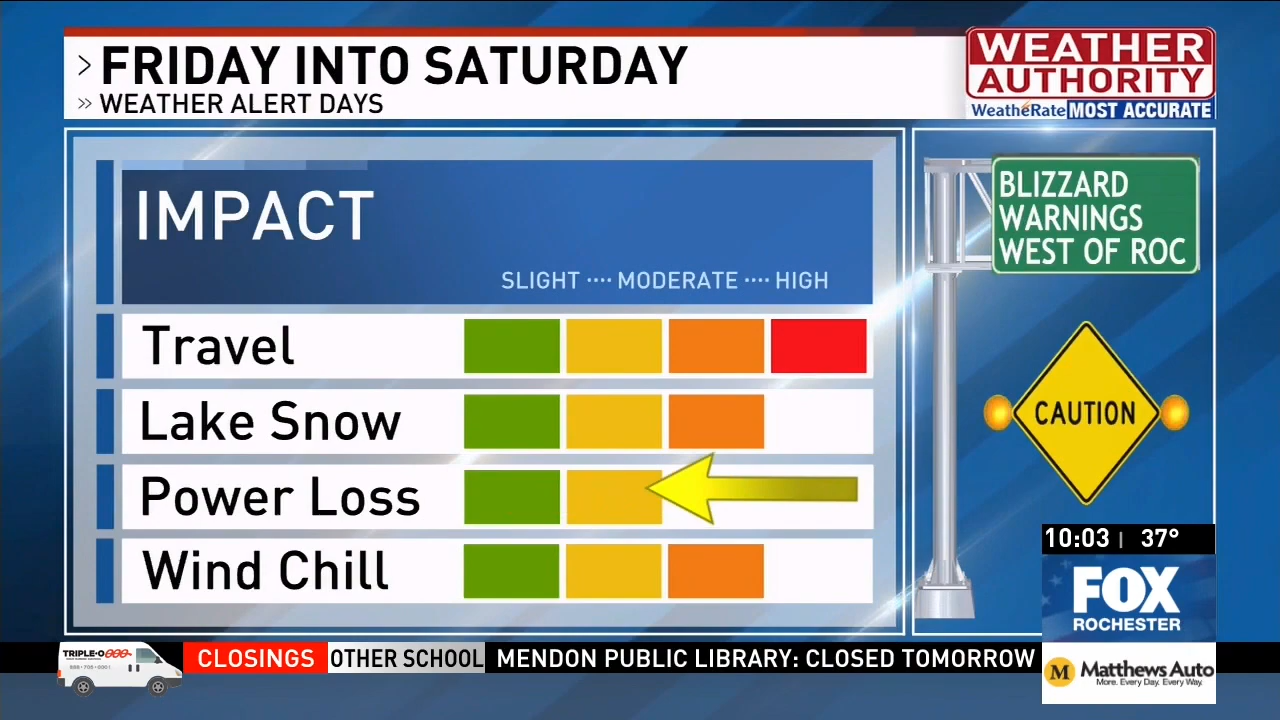 > FRIDAY INTO SATURDAY
» WEATHER ALERT DAYS
WEATHER
AUTHORITY
WeatheRate MOST ACCURATE
IMPACT
SLIGHT ···· MODERATE ···· HIGH
Travel
Lake Snow
Power Loss
Wind Chill
BLIZZARD
WARNINGS
WEST OF ROC
CAUTION
10:03 | 37°
FOX
ROCHESTER
TRIPLE-O
CLOSINGS OTHER SCHOOL MENDON PUBLIC LIBRARY: CLOSED TOMORROW
M Matthews Auto
More. Every Day. Every Way.